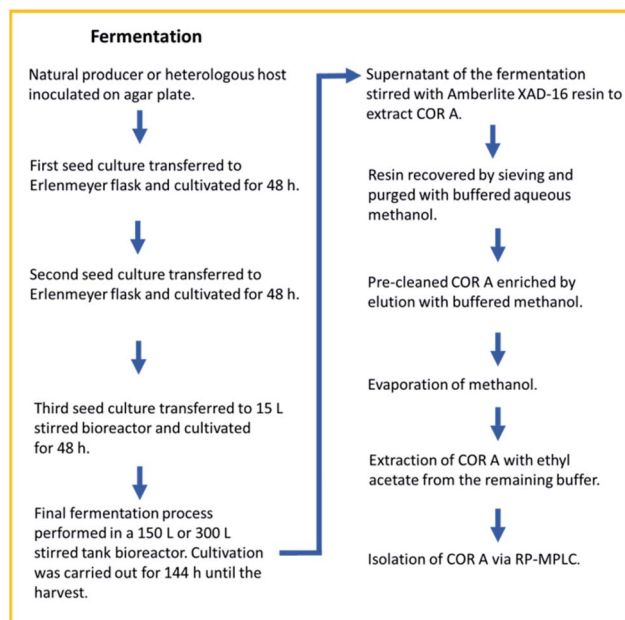 Fermentation
Natural producer or heterologous host
inoculated on agar plate.
First seed culture transferred to
Erlenmeyer flask and cultivated for 48 h.
Second seed culture transferred to
Erlenmeyer flask and cultivated for 48 h.
Third seed culture transferred to 15 L
stirred bioreactor and cultivated
for 48 h.
Final fermentation process
performed in a 150 L or 300 L
stirred tank bioreactor. Cultivation
was carried out for 144 h until the
harvest.
Supernatant of the fermentation
stirred with Amberlite XAD-16 resin to
extract COR A.
Resin recovered by sieving and
purged with buffered aqueous
methanol.
Pre-cleaned COR A enriched by
elution with buffered methanol.
Evaporation of methanol.
Extraction of COR A with ethyl
acetate from the remaining buffer.
Isolation of COR A via RP-MPLC.